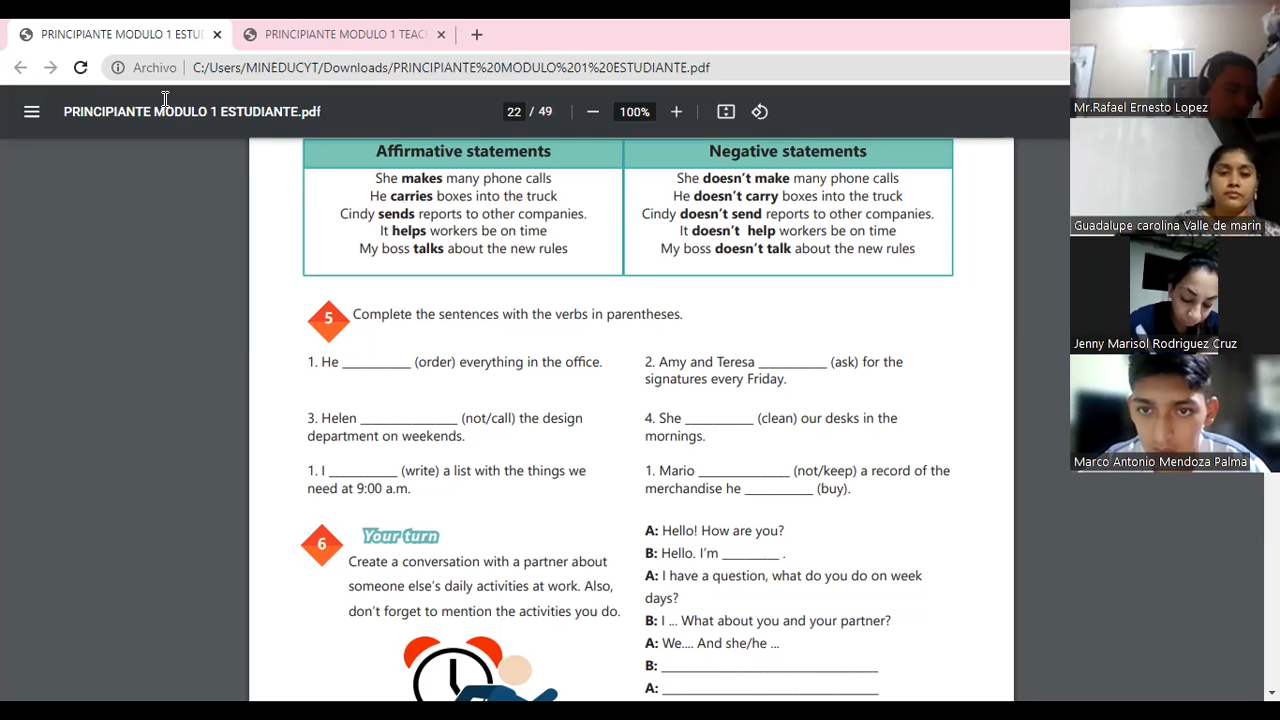 PRINCIPIANTE MODULO 1 ESTU
PRINCIPIANTE MODULO 1 TEAC
Archivo C:/Users/MINEDUCYT/Downloads/PRINCIPIANTE%20MODULO%201%20ESTUDIANTE.pdf
PRINCIPIANTE MODULO 1 ESTUDIANTE.pdf 22 / 49 100%
Affirmative statements
She makes many phone calls
He carries boxes into the truck
Cindy sends reports to other companies.
It helps workers be on time
My boss talks about the new rules
Negative statements
She doesn't make many phone calls
He doesn't carry boxes into the truck
Cindy doesn't send reports to other companies.
It doesn't help workers be on time
My boss doesn't talk about the new rules
5 Complete the sentences with the verbs in parentheses.
1. He __________ (order) everything in the office.
2. Amy and Teresa __________ (ask) for the
signatures every Friday.
3. Helen ______________ (not/call) the design
department on weekends.
4. She __________ (clean) our desks in the
mornings.
1. I __________ (write) a list with the things we
need at 9:00 a.m.
1. Mario _____________ (not/keep) a record of the
merchandise he __________ (buy).
6 Your turn
Create a conversation with a partner about
someone else's daily activities at work. Also,
don't forget to mention the activities you do.
A: Hello! How are you?
B: Hello. I'm ________ .
A: I have a question, what do you do on week
days?
B: I ... What about you and your partner?
A: We.... And she/he ...
B: ________________________________
A: ________________________________
Mr.Rafael Ernesto Lopez
Guadalupe carolina Valle de marin
Jenny Marisol Rodriguez Cruz
Marco Antonio Mendoza Palma